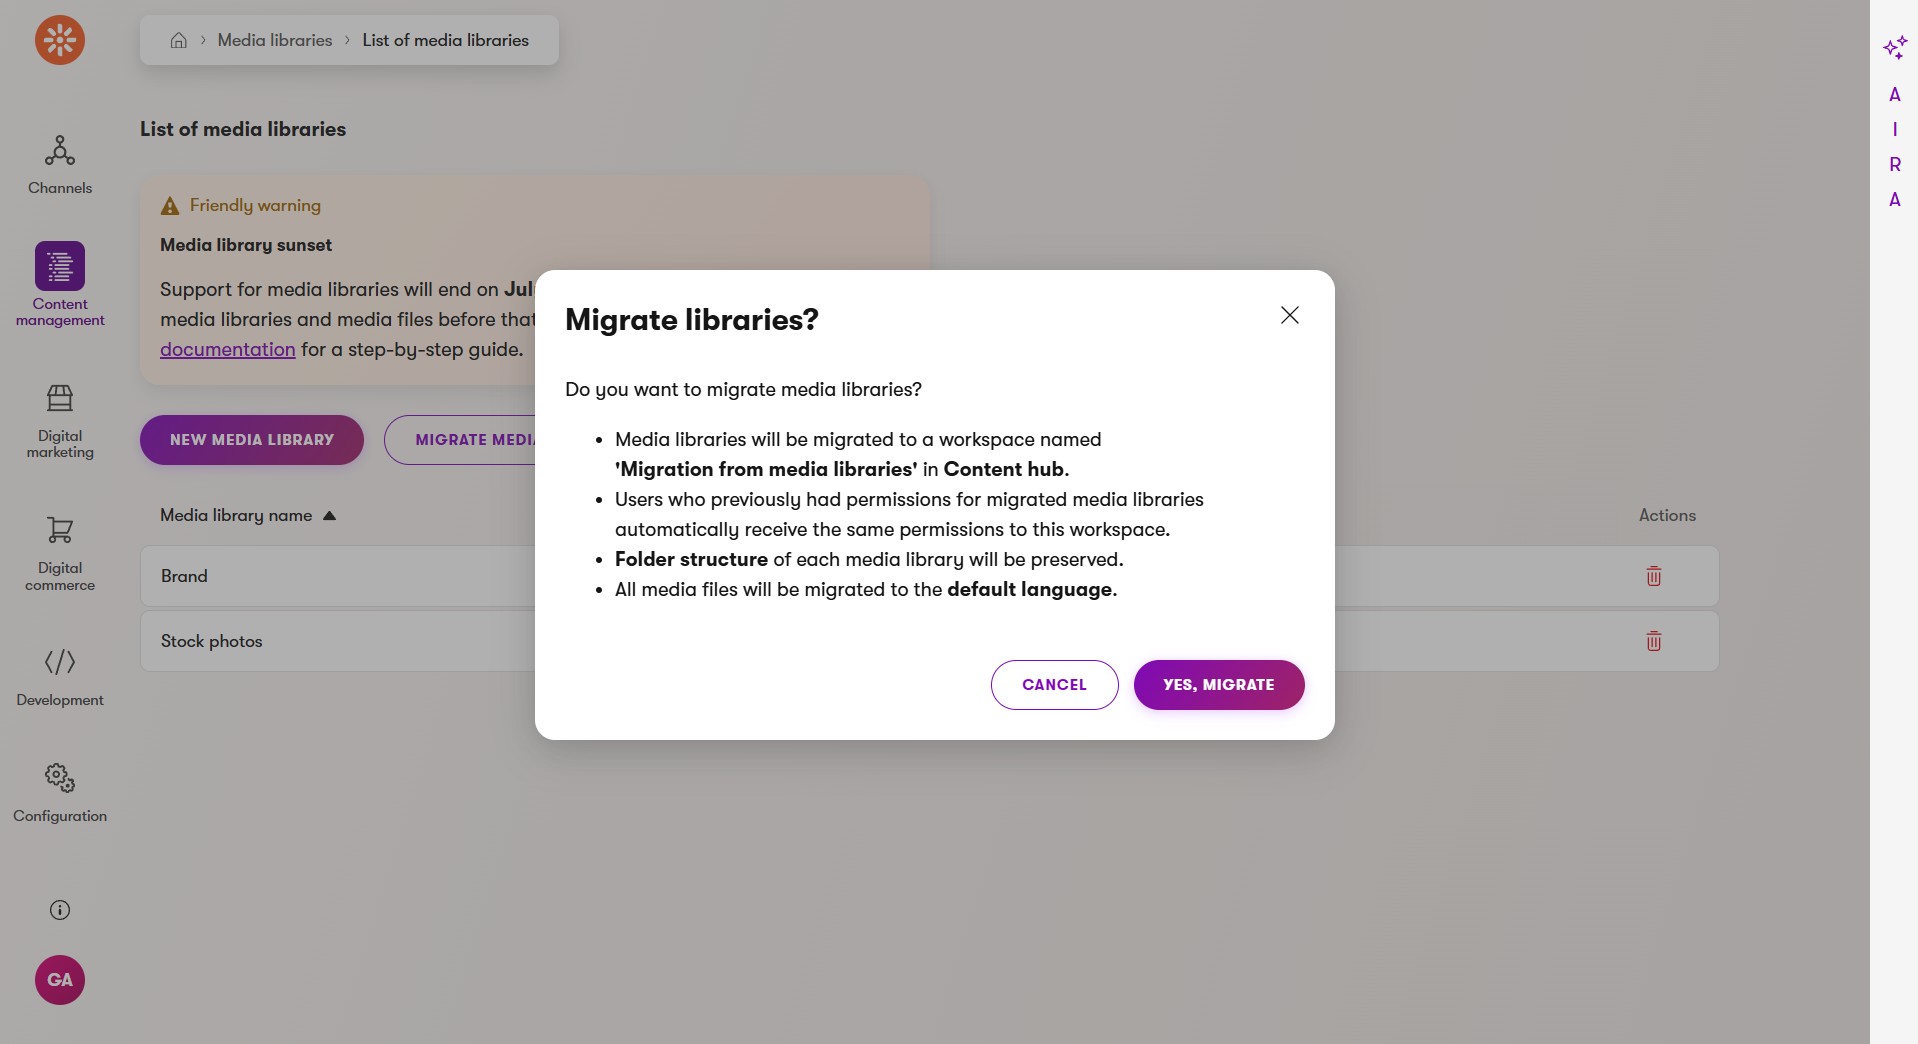 Media libraries
List of media libraries
List of media libraries
Channels
Content
management
Digital
marketing
Digital
commerce
Development
Configuration
GA
Friendly warning
Media library sunset
Support for media libraries will end on
media libraries and media files before that
documentation for a step-by-step guide.
NEW MEDIA LIBRARY
MIGRATE
Media library name
Actions
Brand
Stock photos
Migrate libraries?
Do you want to migrate media libraries?
• Media libraries will be migrated to a workspace named
'Migration from media libraries' in Content hub.
• Users who previously had permissions for migrated media libraries
automatically receive the same permissions to this workspace.
• Folder structure of each media library will be preserved.
• All media files will be migrated to the default language.
CANCEL
YES, MIGRATE
A
I
R
A